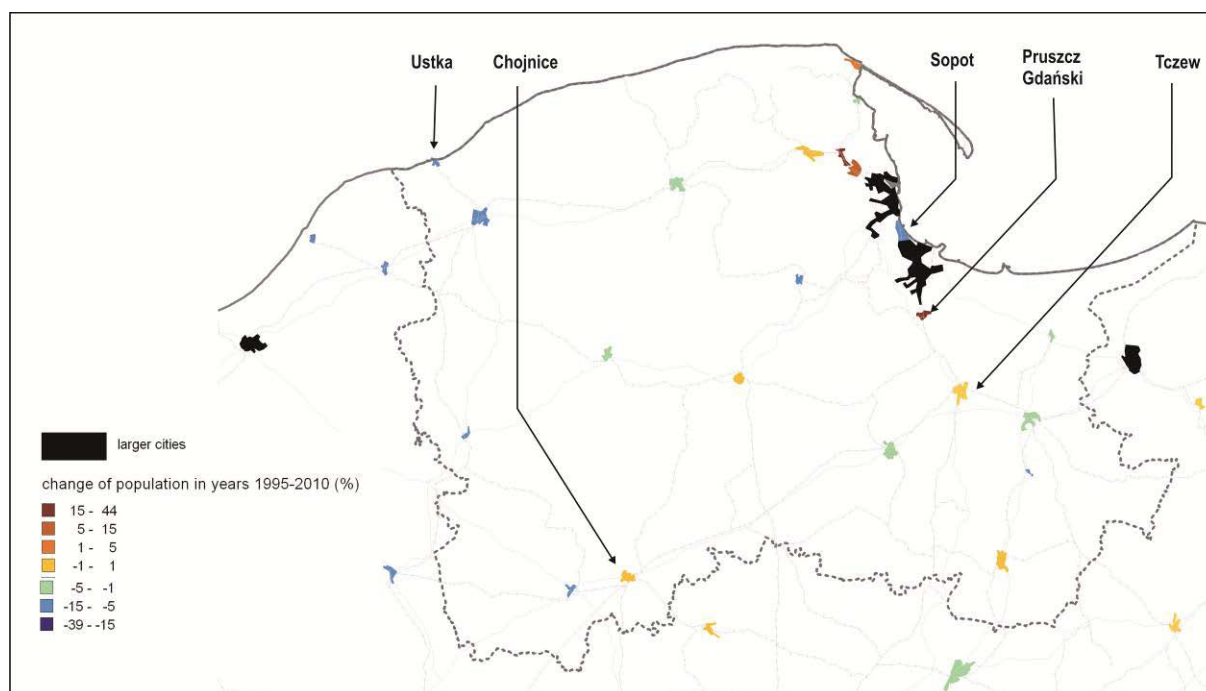 Ustka
Chojnice
Sopot
Pruszcz
Gdański
Tczew
larger cities
change of population in years 1995-2010 (%)
15 - 44
5 - 15
1 - 5
-1 - 1
-5 - -1
-15 - -5
-39 - -15